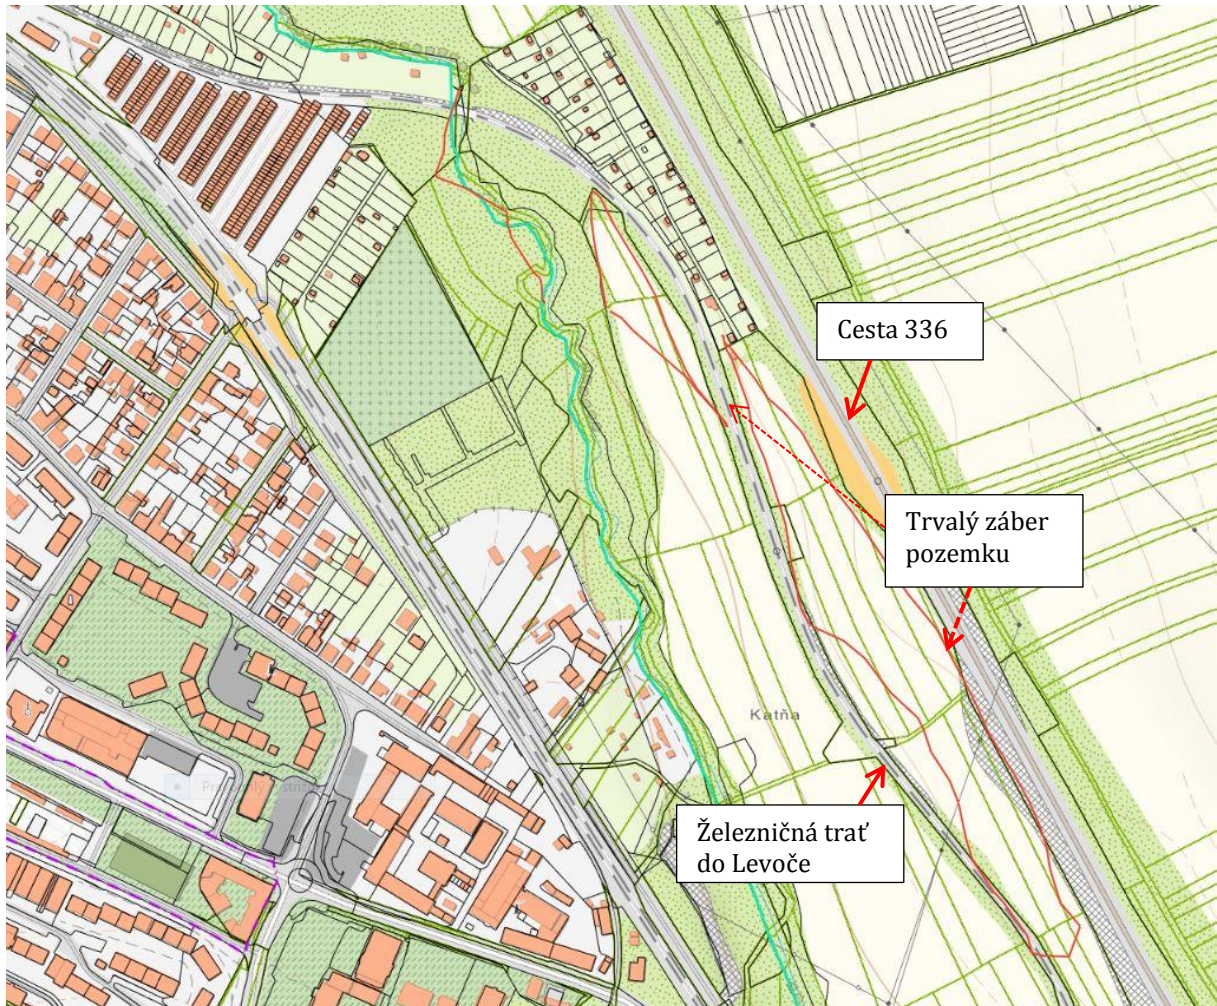 Cesta 336
Trvalý záber
pozemku
Katňa
Železničná trať
do Levoče